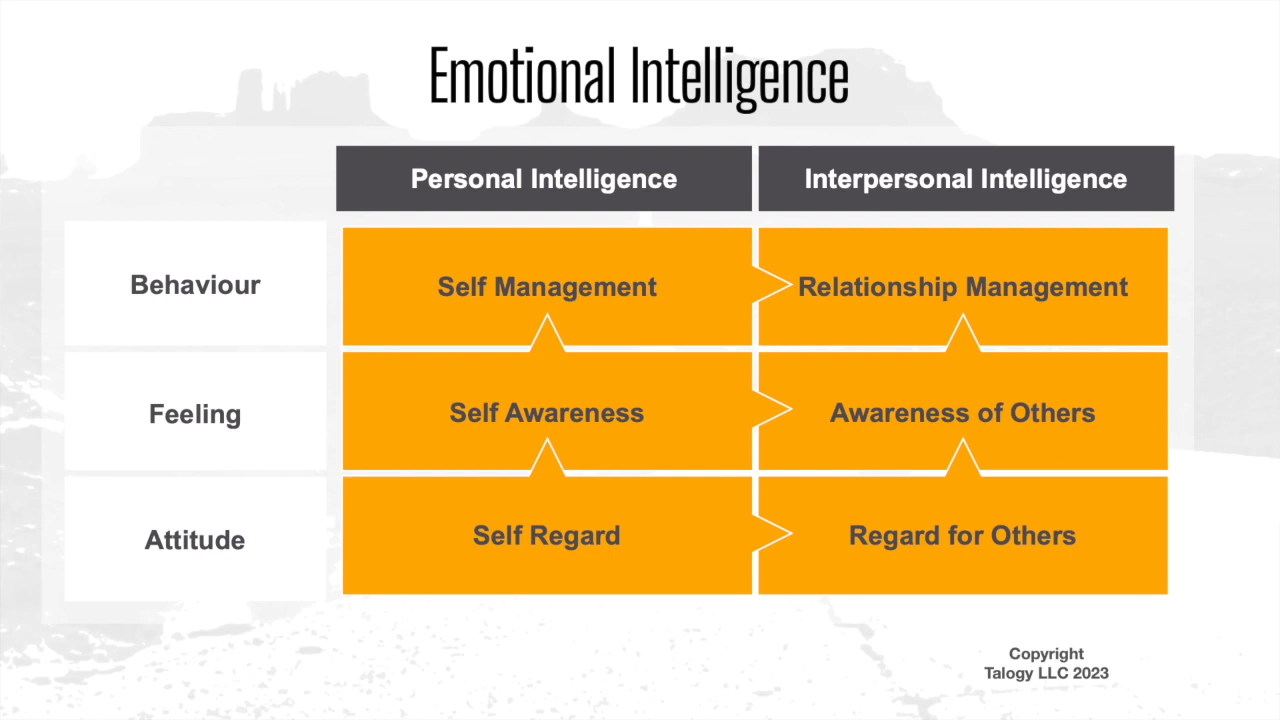 Emotional Intelligence
Personal Intelligence
Interpersonal Intelligence
Behaviour
Self Management
Relationship Management
Feeling
Self Awareness
Awareness of Others
Attitude
Self Regard
Regard for Others
Copyright
Talogy LLC 2023